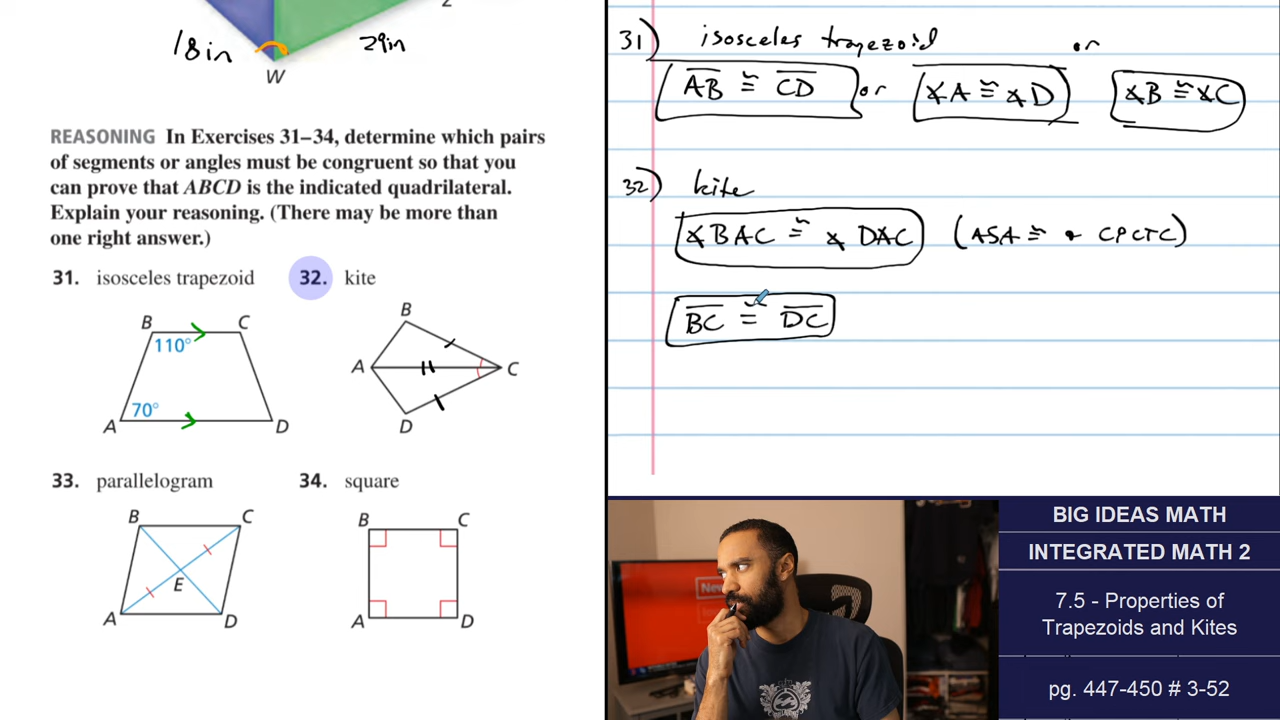 Z
18in
29in
W
REASONING In Exercises 31–34, determine which pairs
of segments or angles must be congruent so that you
can prove that ABCD is the indicated quadrilateral.
Explain your reasoning. (There may be more than
one right answer.)
31. isosceles trapezoid
32. kite
B C
110°
70°
A D
B
A C
D
33. parallelogram
34. square
B C
E
A D
B C
A D
31) isosceles trapezoid or
AB ≅ CD or ∡A ≅ ∡D ∡B ≅ ∡C
32) kite
∡BAC ≅ ∡DAC (ASA ≅ + CPCTC)
BC ≅ DC
New
BIG IDEAS MATH
INTEGRATED MATH 2
7.5 - Properties of
Trapezoids and Kites
pg. 447-450 # 3-52